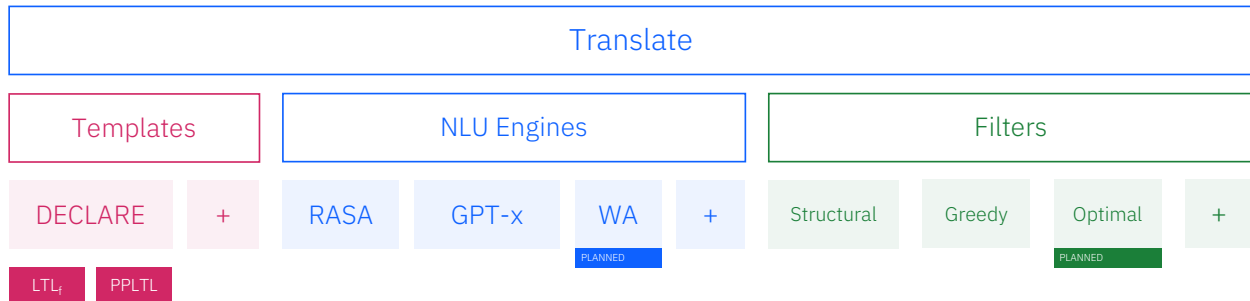 Translate
Templates NLU Engines Filters
DECLARE + RASA GPT-x WA + Structural Greedy Optimal +
PLANNED PLANNED
LTLf PPLTL